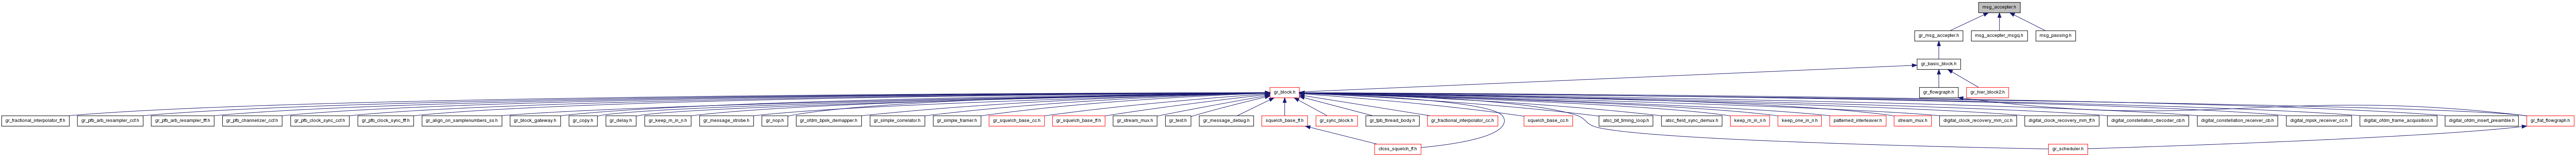 msg_accepter.h
gr_msg_accepter.h
msg_accepter_msgq.h
msg_passing.h
gr_basic_block.h
gr_block.h
gr_flowgraph.h
gr_hier_block2.h
gr_fractional_interpolator_ff.h
gr_pfb_arb_resampler_ccf.h
gr_pfb_arb_resampler_fff.h
gr_pfb_channelizer_ccf.h
gr_pfb_clock_sync_ccf.h
gr_pfb_clock_sync_fff.h
gr_align_on_samplenumbers_ss.h
gr_block_gateway.h
gr_copy.h
gr_delay.h
gr_keep_m_in_n.h
gr_message_strobe.h
gr_nop.h
gr_ofdm_bpsk_demapper.h
gr_simple_correlator.h
gr_simple_framer.h
gr_squelch_base_cc.h
gr_squelch_base_ff.h
gr_stream_mux.h
gr_test.h
gr_message_debug.h
squelch_base_ff.h
gr_sync_block.h
gr_tpb_thread_body.h
gr_fractional_interpolator_cc.h
squelch_base_cc.h
atsc_bit_timing_loop.h
atsc_field_sync_demux.h
keep_m_in_n.h
keep_one_in_n.h
patterned_interleaver.h
stream_mux.h
digital_clock_recovery_mm_cc.h
digital_clock_recovery_mm_ff.h
digital_constellation_decoder_cb.h
digital_constellation_receiver_cb.h
digital_mpsk_receiver_cc.h
digital_ofdm_frame_acquisition.h
digital_ofdm_insert_preamble.h
gr_flat_flowgraph.h
ctcss_squelch_ff.h
gr_scheduler.h